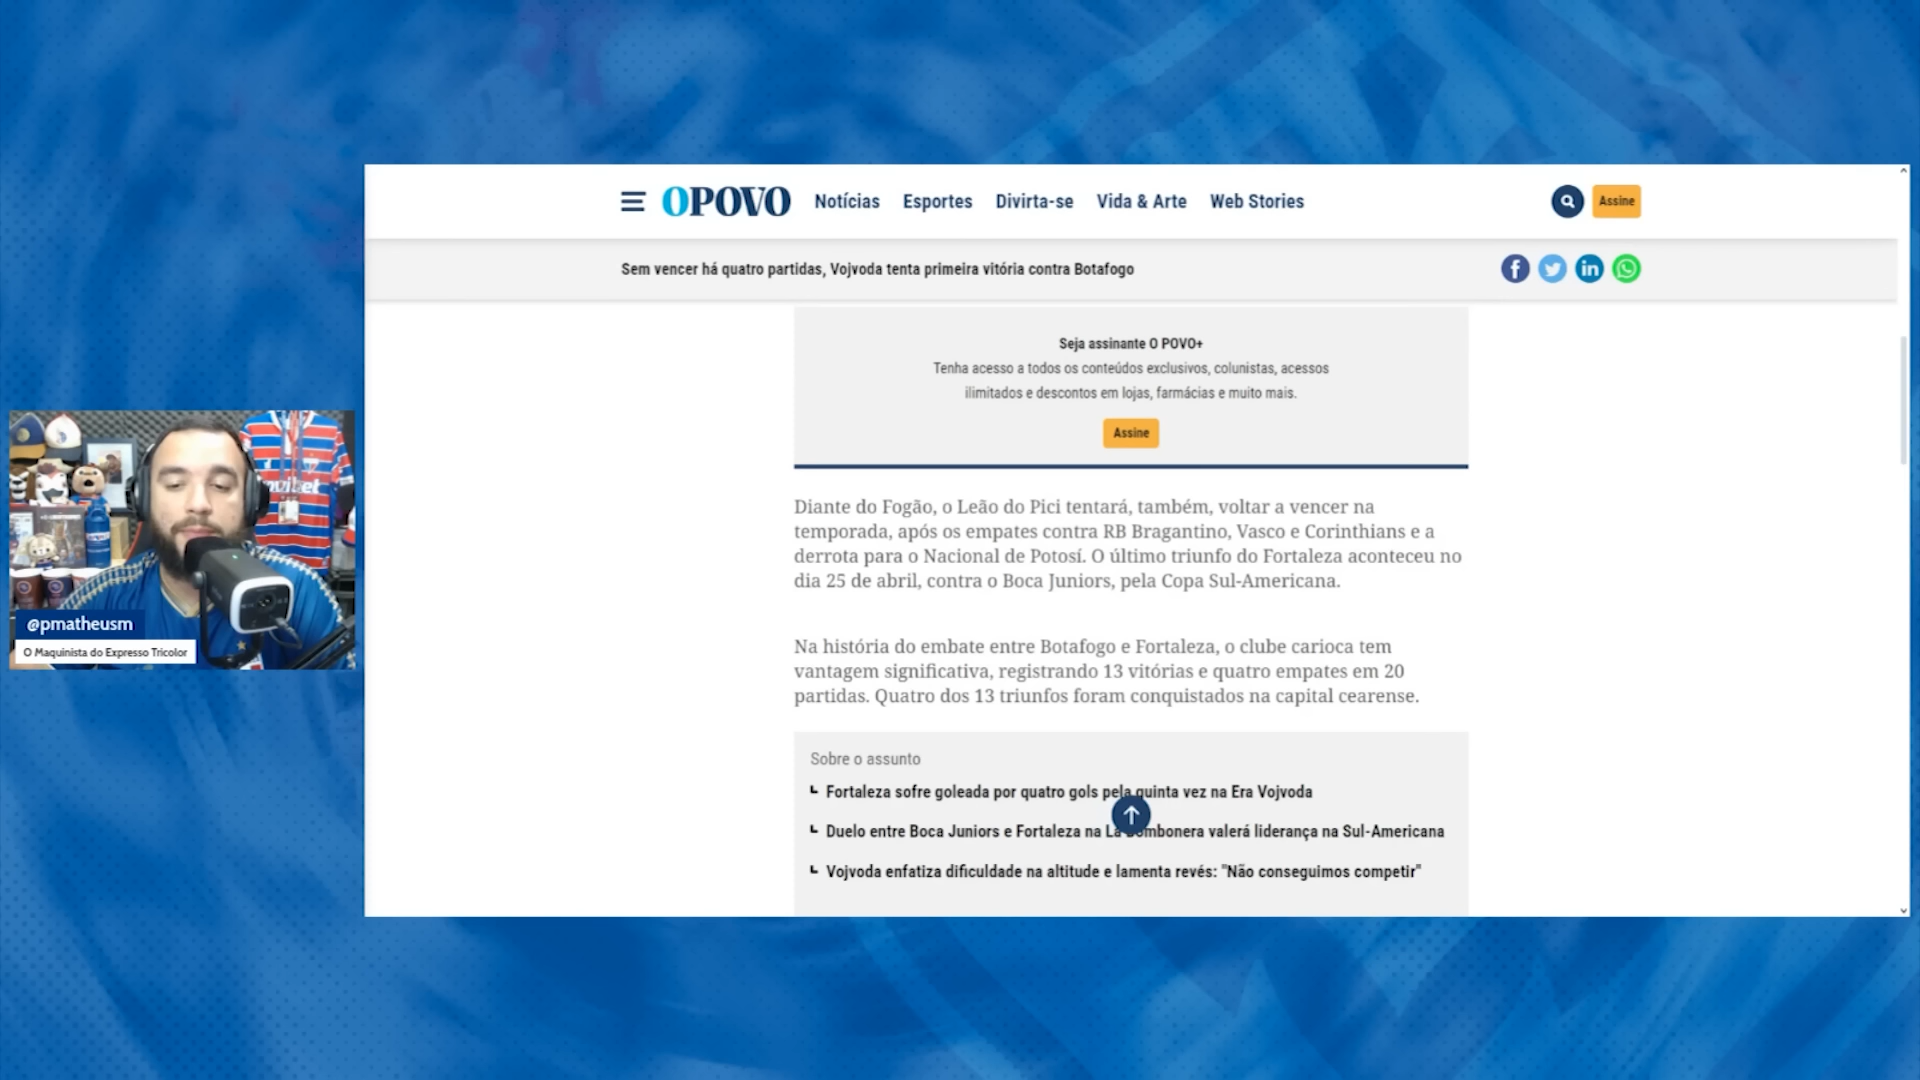 OPOVO
Notícias
Esportes
Divirta-se
Vida & Arte
Web Stories
Assine
Sem vencer há quatro partidas, Vojvoda tenta primeira vitória contra Botafogo
Seja assinante O POVO+
Tenha acesso a todos os conteúdos exclusivos, colunistas, acessos
ilimitados e descontos em lojas, farmácias e muito mais.
Assine
Diante do Fogão, o Leão do Pici tentará, também, voltar a vencer na
temporada, após os empates contra RB Bragantino, Vasco e Corinthians e a
derrota para o Nacional de Potosí. O último triunfo do Fortaleza aconteceu no
dia 25 de abril, contra o Boca Juniors, pela Copa Sul-Americana.
Na história do embate entre Botafogo e Fortaleza, o clube carioca tem
vantagem significativa, registrando 13 vitórias e quatro empates em 20
partidas. Quatro dos 13 triunfos foram conquistados na capital cearense.
Sobre o assunto
Fortaleza sofre goleada por quatro gols pela quinta vez na Era Vojvoda
Duelo entre Boca Juniors e Fortaleza na La Bombonera valerá liderança na Sul-Americana
Vojvoda enfatiza dificuldade na altitude e lamenta revés: "Não conseguimos competir"
@pmatheusm
O Maquinista do Expresso Tricolor